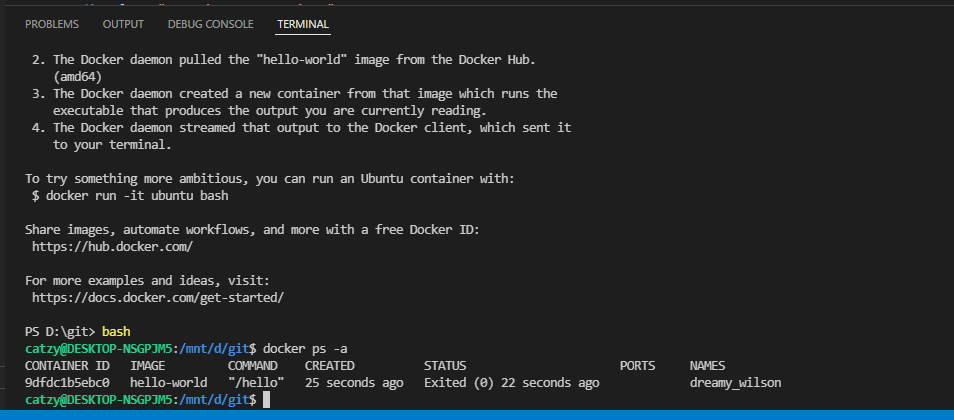 PROBLEMS OUTPUT DEBUG CONSOLE TERMINAL
2. The Docker daemon pulled the "hello-world" image from the Docker Hub.
(amd64)
3. The Docker daemon created a new container from that image which runs the
executable that produces the output you are currently reading.
4. The Docker daemon streamed that output to the Docker client, which sent it
to your terminal.
To try something more ambitious, you can run an Ubuntu container with:
$ docker run -it ubuntu bash
Share images, automate workflows, and more with a free Docker ID:
https://hub.docker.com/
For more examples and ideas, visit:
https://docs.docker.com/get-started/
PS D:\git> bash
catzy@DESKTOP-NSGPJM5:/mnt/d/git$ docker ps -a
CONTAINER ID IMAGE COMMAND CREATED STATUS PORTS NAMES
9dfdc1b5ebc0 hello-world "/hello" 25 seconds ago Exited (0) 22 seconds ago dreamy_wilson
catzy@DESKTOP-NSGPJM5:/mnt/d/git$